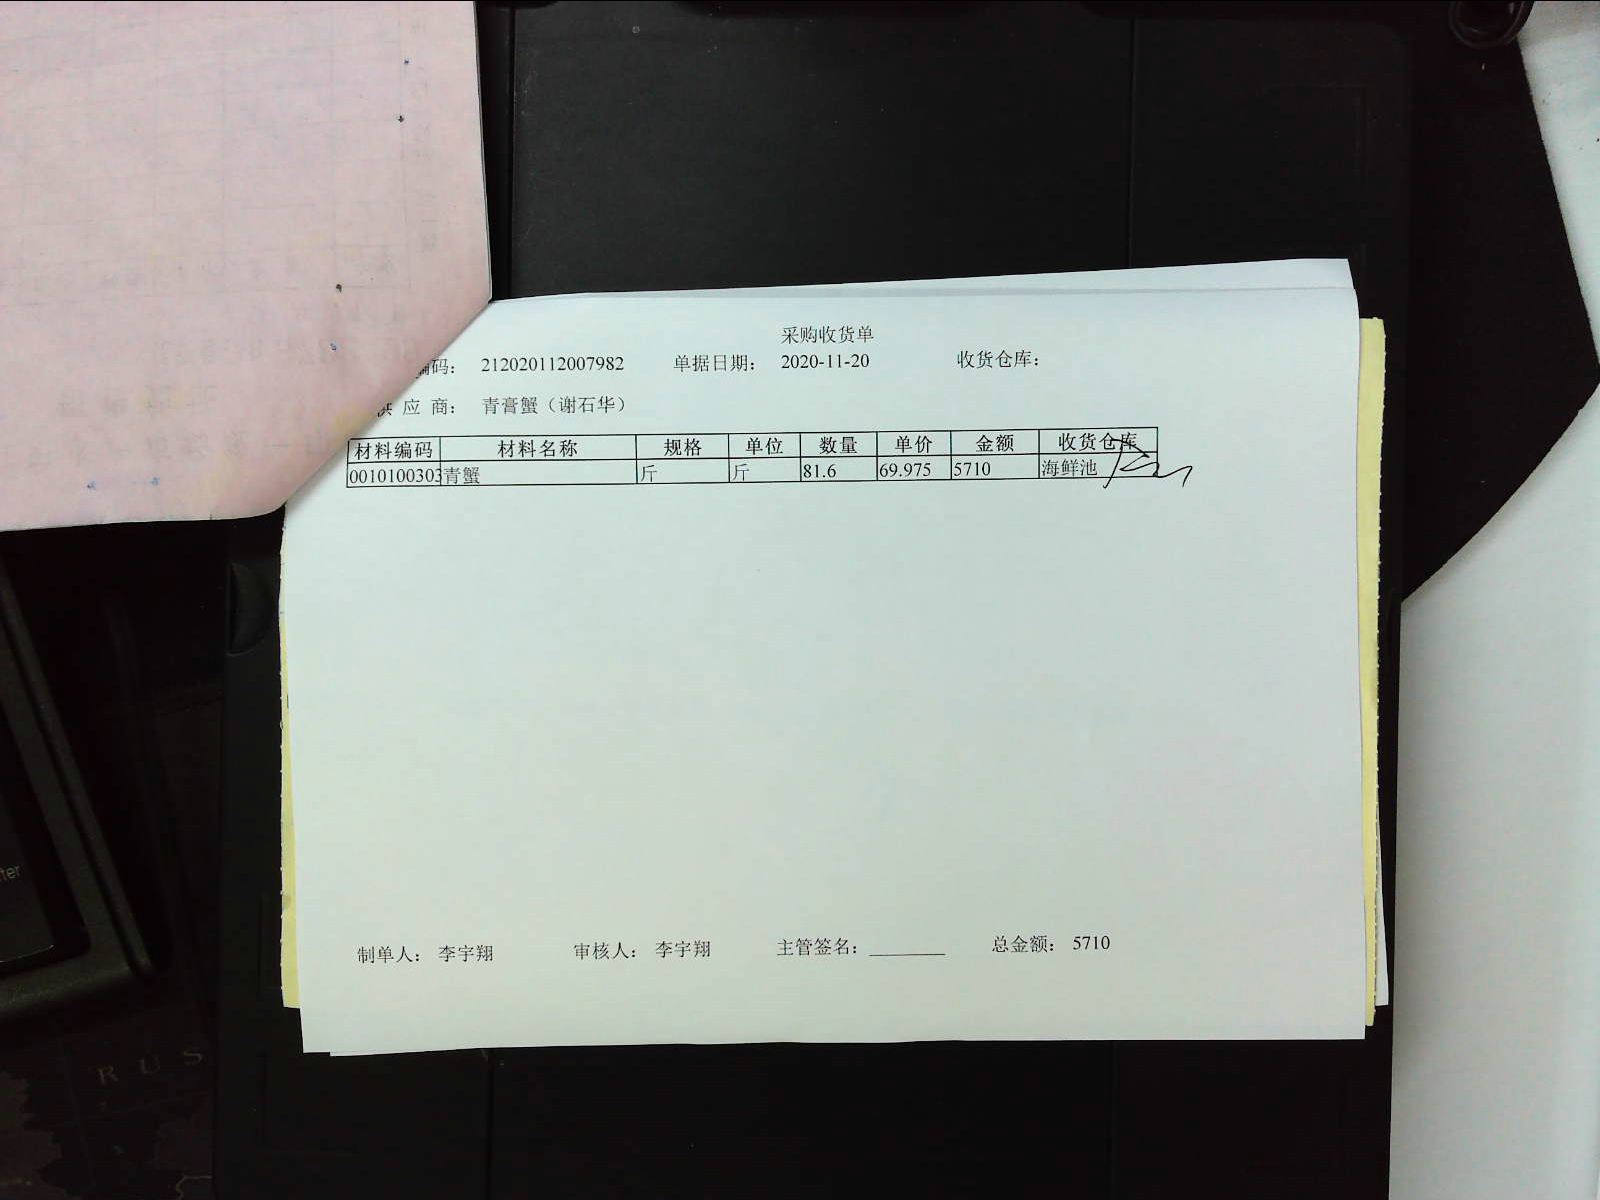 采购收货单
编码： 212020112007982 单据日期： 2020-11-20 收货仓库：
供 应 商： 青膏蟹（谢石华）
材料编码 材料名称 规格 单位 数量 单价 金额 收货仓库
0010100303 青蟹 斤 斤 81.6 69.975 5710 海鲜池
制单人： 李宇翔 审核人： 李宇翔 主管签名： 总金额： 5710
ter
R U S